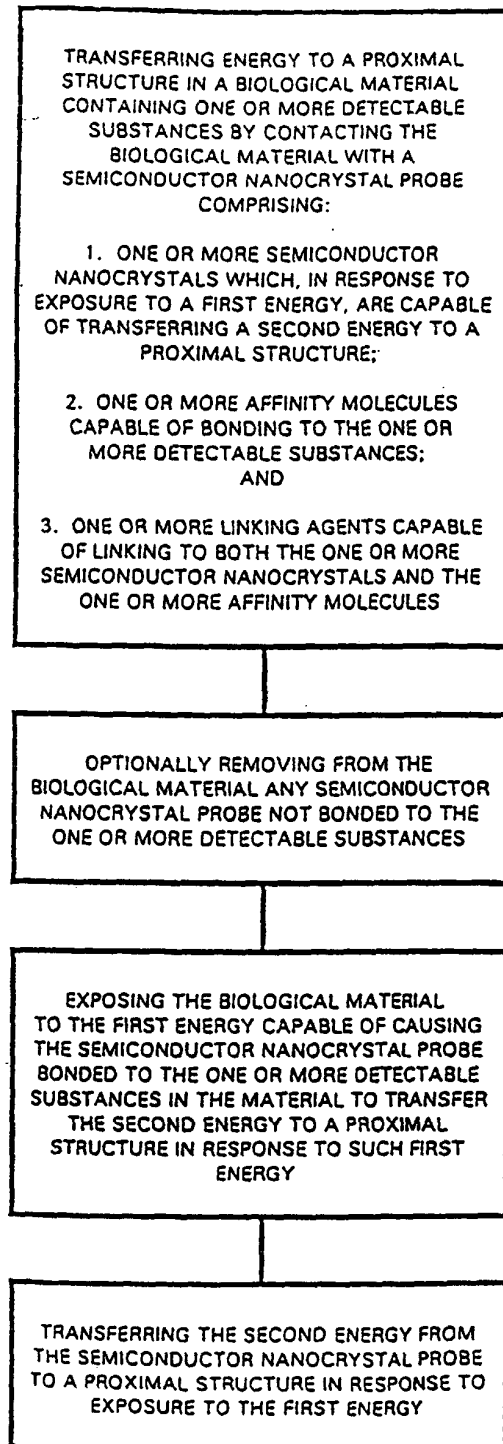 TRANSFERRING ENERGY TO A PROXIMAL
STRUCTURE IN A BIOLOGICAL MATERIAL
CONTAINING ONE OR MORE DETECTABLE
SUBSTANCES BY CONTACTING THE
BIOLOGICAL MATERIAL WITH A
SEMICONDUCTOR NANOCRYSTAL PROBE
COMPRISING:
1. ONE OR MORE SEMICONDUCTOR
NANOCRYSTALS WHICH, IN RESPONSE TO
EXPOSURE TO A FIRST ENERGY, ARE CAPABLE
OF TRANSFERRING A SECOND ENERGY TO A
PROXIMAL STRUCTURE;
2. ONE OR MORE AFFINITY MOLECULES
CAPABLE OF BONDING TO THE ONE OR
MORE DETECTABLE SUBSTANCES;
AND
3. ONE OR MORE LINKING AGENTS CAPABLE
OF LINKING TO BOTH THE ONE OR MORE
SEMICONDUCTOR NANOCRYSTALS AND THE
ONE OR MORE AFFINITY MOLECULES
OPTIONALLY REMOVING FROM THE
BIOLOGICAL MATERIAL ANY SEMICONDUCTOR
NANOCRYSTAL PROBE NOT BONDED TO THE
ONE OR MORE DETECTABLE SUBSTANCES
EXPOSING THE BIOLOGICAL MATERIAL
TO THE FIRST ENERGY CAPABLE OF CAUSING
THE SEMICONDUCTOR NANOCRYSTAL PROBE
BONDED TO THE ONE OR MORE DETECTABLE
SUBSTANCES IN THE MATERIAL TO TRANSFER
THE SECOND ENERGY TO A PROXIMAL
STRUCTURE IN RESPONSE TO SUCH FIRST
ENERGY
TRANSFERRING THE SECOND ENERGY FROM
THE SEMICONDUCTOR NANOCRYSTAL PROBE
TO A PROXIMAL STRUCTURE IN RESPONSE TO
EXPOSURE TO THE FIRST ENERGY